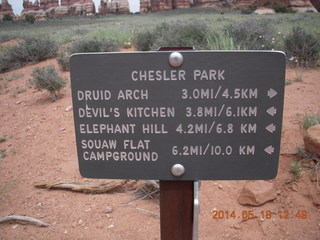 CHESLER PARK
DRUID ARCH 3.0MI/4.5KM
DEVIL'S KITCHEN 3.8MI/6.1KM
ELEPHANT HILL 4.2MI/6.8 KM
SQUAW FLAT
CAMPGROUND 6.2MI/10.0 KM
2014-05-18 12:48